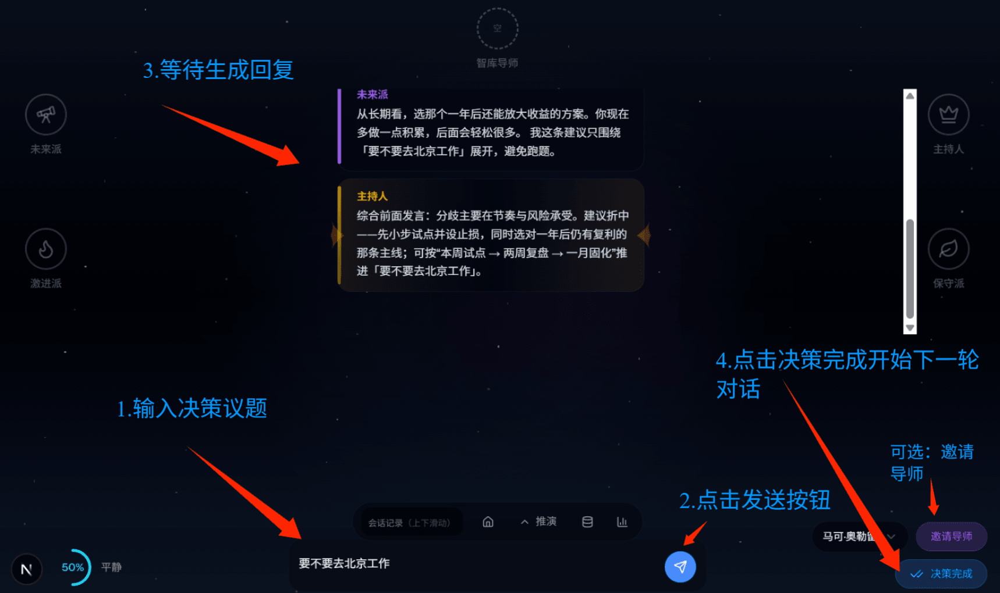 空
智库导师
3.等待生成回复
未来派
激进派
未来派
从长期看，选那个一年后还能放大收益的方案。你现在
多做一点积累，后面会轻松很多。 我这条建议只围绕
「要不要去北京工作」展开，避免跑题。
主持人
综合前面发言：分歧主要在节奏与风险承受。建议折中
——先小步试点并设止损，同时选对一年后仍有复利的
那条主线；可按“本周试点 → 两周复盘 → 一月固化”推
进「要不要去北京工作」。
主持人
保守派
4.点击决策完成开始下一轮
对话
1.输入决策议题
可选：邀请
导师
2.点击发送按钮
会话记录（上下滑动）
推演
马可·奥勒留
邀请导师
要不要去北京工作
N
50%
平静
决策完成